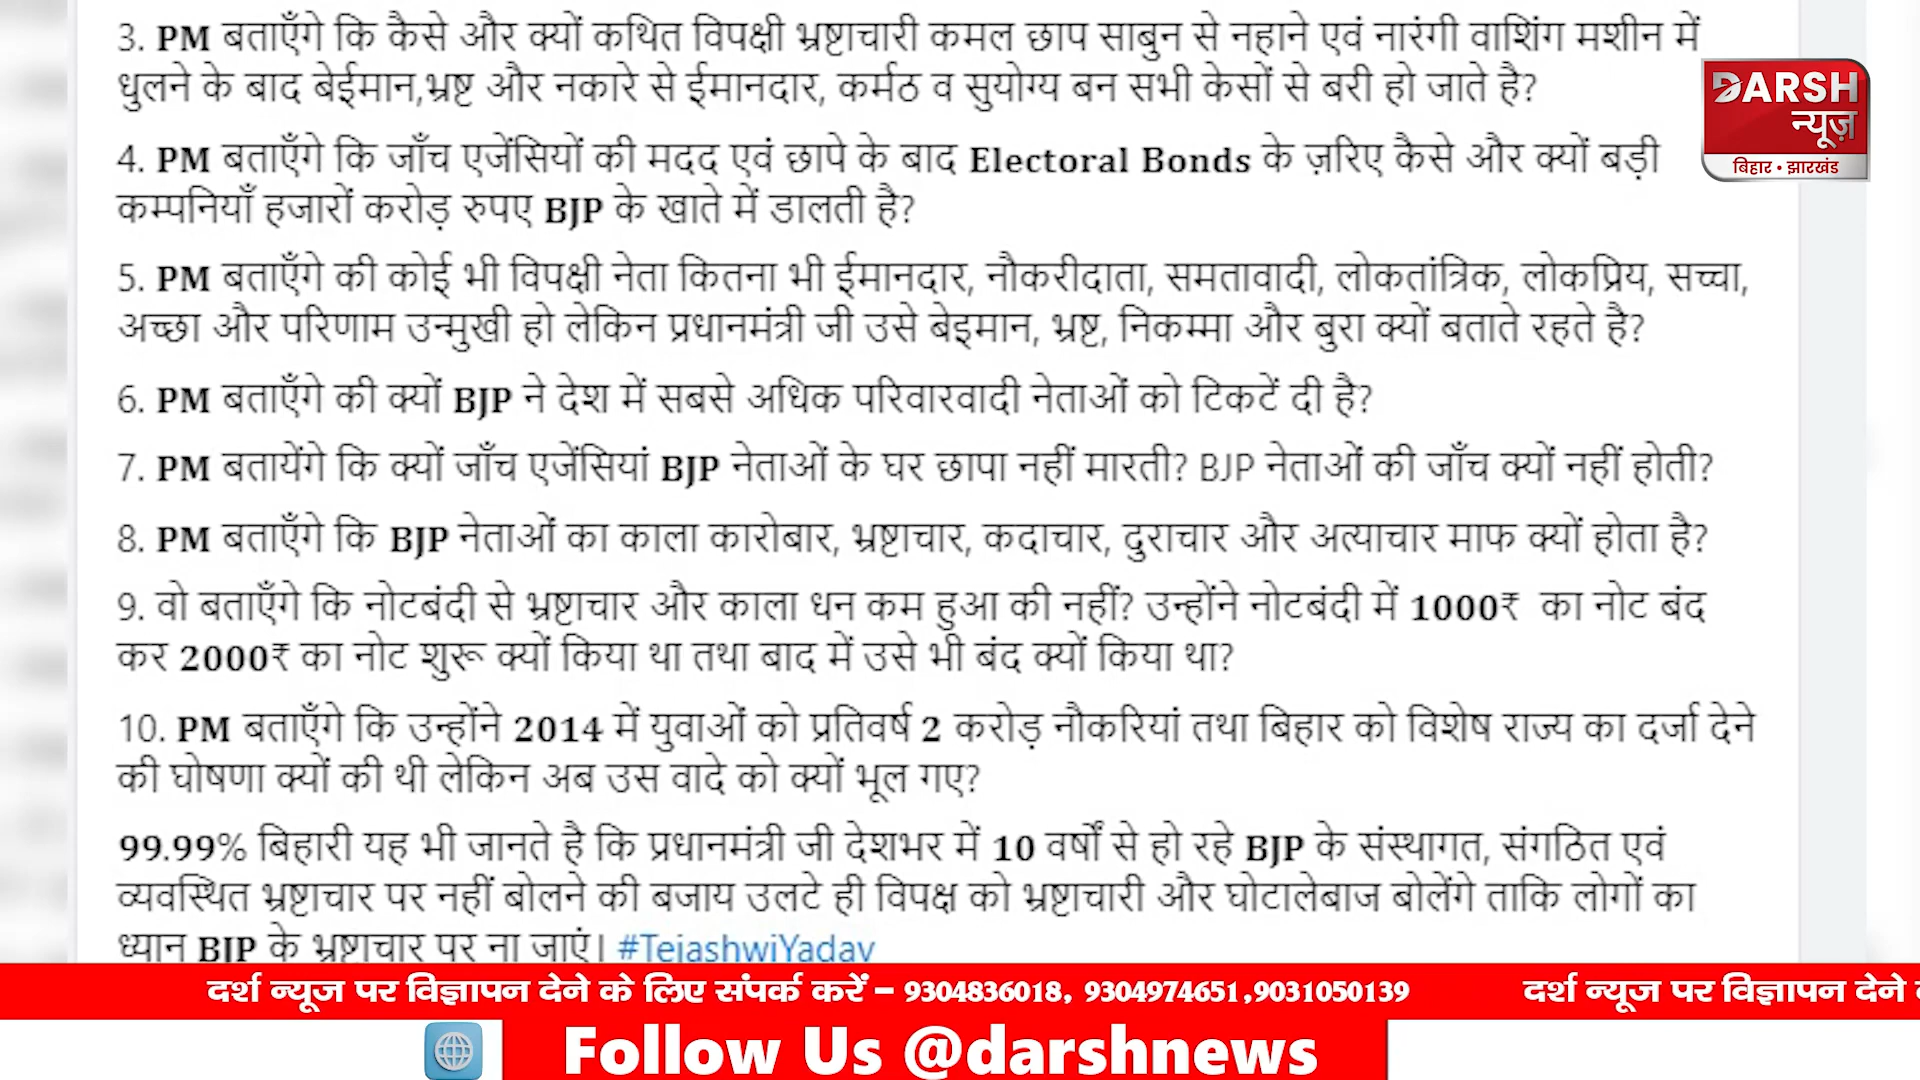 3. PM बताएँगे कि कैसे और क्यों कथित विपक्षी भ्रष्टाचारी कमल छाप साबुन से नहाने एवं नारंगी वाशिंग मशीन में
धुलने के बाद बेईमान,भ्रष्ट और नकारे से ईमानदार, कर्मठ व सुयोग्य बन सभी केसों से बरी हो जाते है?
DARSH
न्यूज़
बिहार • झारखंड
4. PM बताएँगे कि जाँच एजेंसियों की मदद एवं छापे के बाद Electoral Bonds के ज़रिए कैसे और क्यों बड़ी
कम्पनियाँ हजारों करोड़ रुपए BJP के खाते में डालती है?
5. PM बताएँगे की कोई भी विपक्षी नेता कितना भी ईमानदार, नौकरीदाता, समतावादी, लोकतांत्रिक, लोकप्रिय, सच्चा,
अच्छा और परिणाम उन्मुखी हो लेकिन प्रधानमंत्री जी उसे बेइमान, भ्रष्ट, निकम्मा और बुरा क्यों बताते रहते है?
6. PM बताएँगे की क्यों BJP ने देश में सबसे अधिक परिवारवादी नेताओं को टिकटें दी है?
7. PM बतायेंगे कि क्यों जाँच एजेंसियां BJP नेताओं के घर छापा नहीं मारती? BJP नेताओं की जाँच क्यों नहीं होती?
8. PM बताएँगे कि BJP नेताओं का काला कारोबार, भ्रष्टाचार, कदाचार, दुराचार और अत्याचार माफ क्यों होता है?
9. वो बताएँगे कि नोटबंदी से भ्रष्टाचार और काला धन कम हुआ की नहीं? उन्होंने नोटबंदी में 1000₹ का नोट बंद
कर 2000₹ का नोट शुरू क्यों किया था तथा बाद में उसे भी बंद क्यों किया था?
10. PM बताएँगे कि उन्होंने 2014 में युवाओं को प्रतिवर्ष 2 करोड़ नौकरियां तथा बिहार को विशेष राज्य का दर्जा देने
की घोषणा क्यों की थी लेकिन अब उस वादे को क्यों भूल गए?
99.99% बिहारी यह भी जानते है कि प्रधानमंत्री जी देशभर में 10 वर्षों से हो रहे BJP के संस्थागत, संगठित एवं
व्यवस्थित भ्रष्टाचार पर नहीं बोलने की बजाय उलटे ही विपक्ष को भ्रष्टाचारी और घोटालेबाज बोलेंगे ताकि लोगों का
ध्यान BJP के भ्रष्टाचार पर ना जाएं। #TejashwiYadav
दर्श न्यूज पर विज्ञापन देने के लिए संपर्क करें – 9304836018, 9304974651,9031050139 दर्श न्यूज पर विज्ञापन देने
Follow Us @darshnews